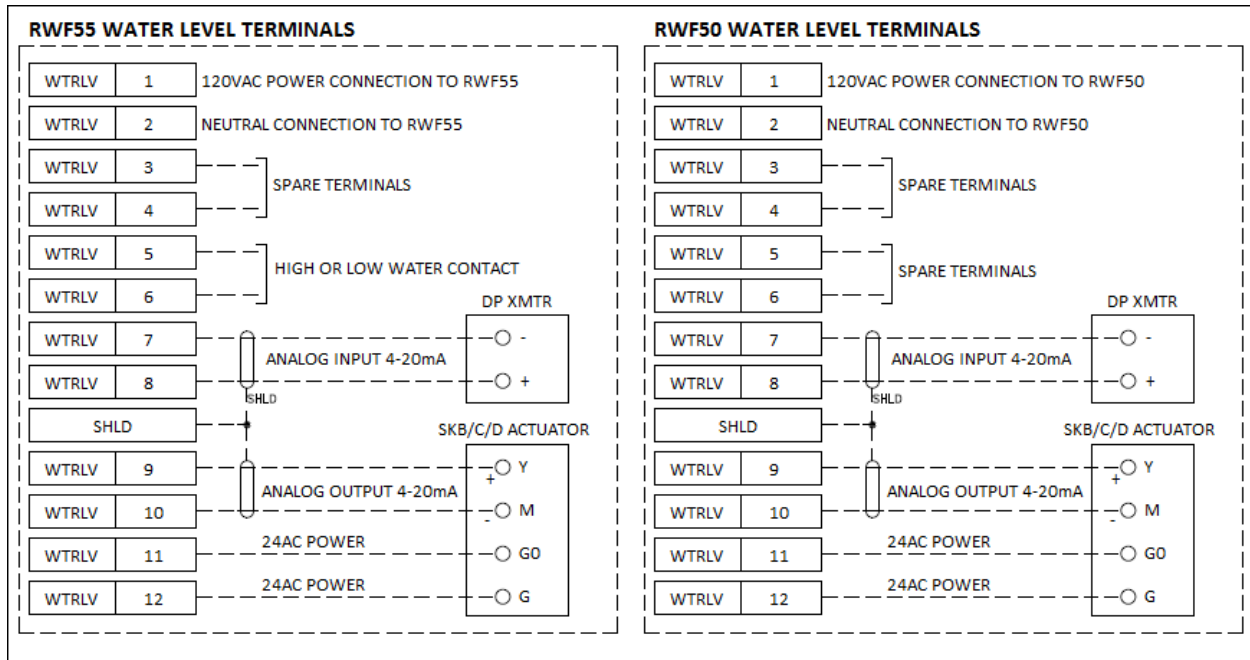 RWF55 WATER LEVEL TERMINALS
WTRLV 1 120VAC POWER CONNECTION TO RWF55
WTRLV 2 NEUTRAL CONNECTION TO RWF55
WTRLV 3
SPARE TERMINALS
WTRLV 4
WTRLV 5
HIGH OR LOW WATER CONTACT
WTRLV 6
DP XMTR
WTRLV 7 -
ANALOG INPUT 4-20mA
WTRLV 8 +
SHLD
SHLD
SKB/C/D ACTUATOR
WTRLV 9 + Y
ANALOG OUTPUT 4-20mA
WTRLV 10 - M
24AC POWER
WTRLV 11 G0
24AC POWER
WTRLV 12 G
RWF50 WATER LEVEL TERMINALS
WTRLV 1 120VAC POWER CONNECTION TO RWF50
WTRLV 2 NEUTRAL CONNECTION TO RWF50
WTRLV 3
SPARE TERMINALS
WTRLV 4
WTRLV 5
SPARE TERMINALS
WTRLV 6
DP XMTR
WTRLV 7 -
ANALOG INPUT 4-20mA
WTRLV 8 +
SHLD
SHLD
SKB/C/D ACTUATOR
WTRLV 9 + Y
ANALOG OUTPUT 4-20mA
WTRLV 10 - M
24AC POWER
WTRLV 11 G0
24AC POWER
WTRLV 12 G